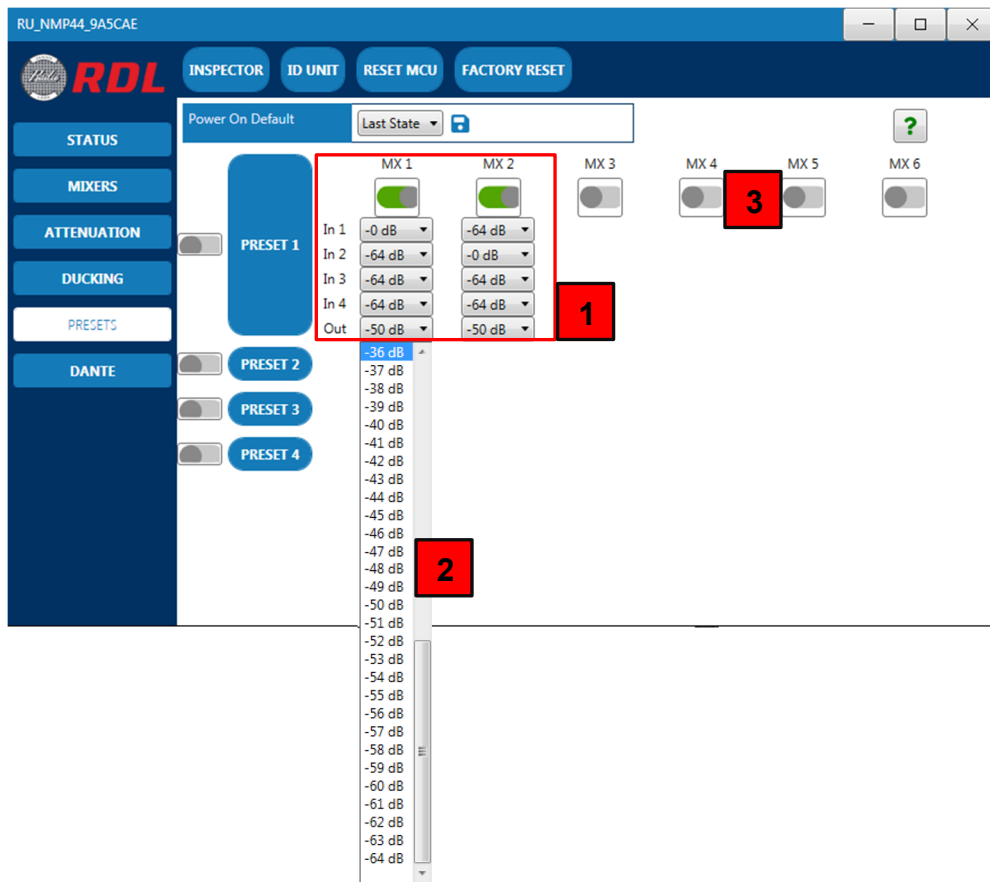 RU_NMP44_9A5CAE
RDL
INSPECTOR ID UNIT RESET MCU FACTORY RESET
Power On Default Last State ?
STATUS
MIXERS
ATTENUATION
DUCKING
PRESETS
DANTE
MX 1 MX 2 MX 3 MX 4 MX 5 MX 6
3
PRESET 1
In 1 -0 dB -64 dB
In 2 -64 dB -0 dB
In 3 -64 dB -64 dB
In 4 -64 dB -64 dB
Out -50 dB -50 dB
1
PRESET 2
PRESET 3
PRESET 4
-36 dB
-37 dB
-38 dB
-39 dB
-40 dB
-41 dB
-42 dB
-43 dB
-44 dB
-45 dB
-46 dB
-47 dB
-48 dB
-49 dB
-50 dB
-51 dB
-52 dB
-53 dB
-54 dB
-55 dB
-56 dB
-57 dB
-58 dB
-59 dB
-60 dB
-61 dB
-62 dB
-63 dB
-64 dB
2